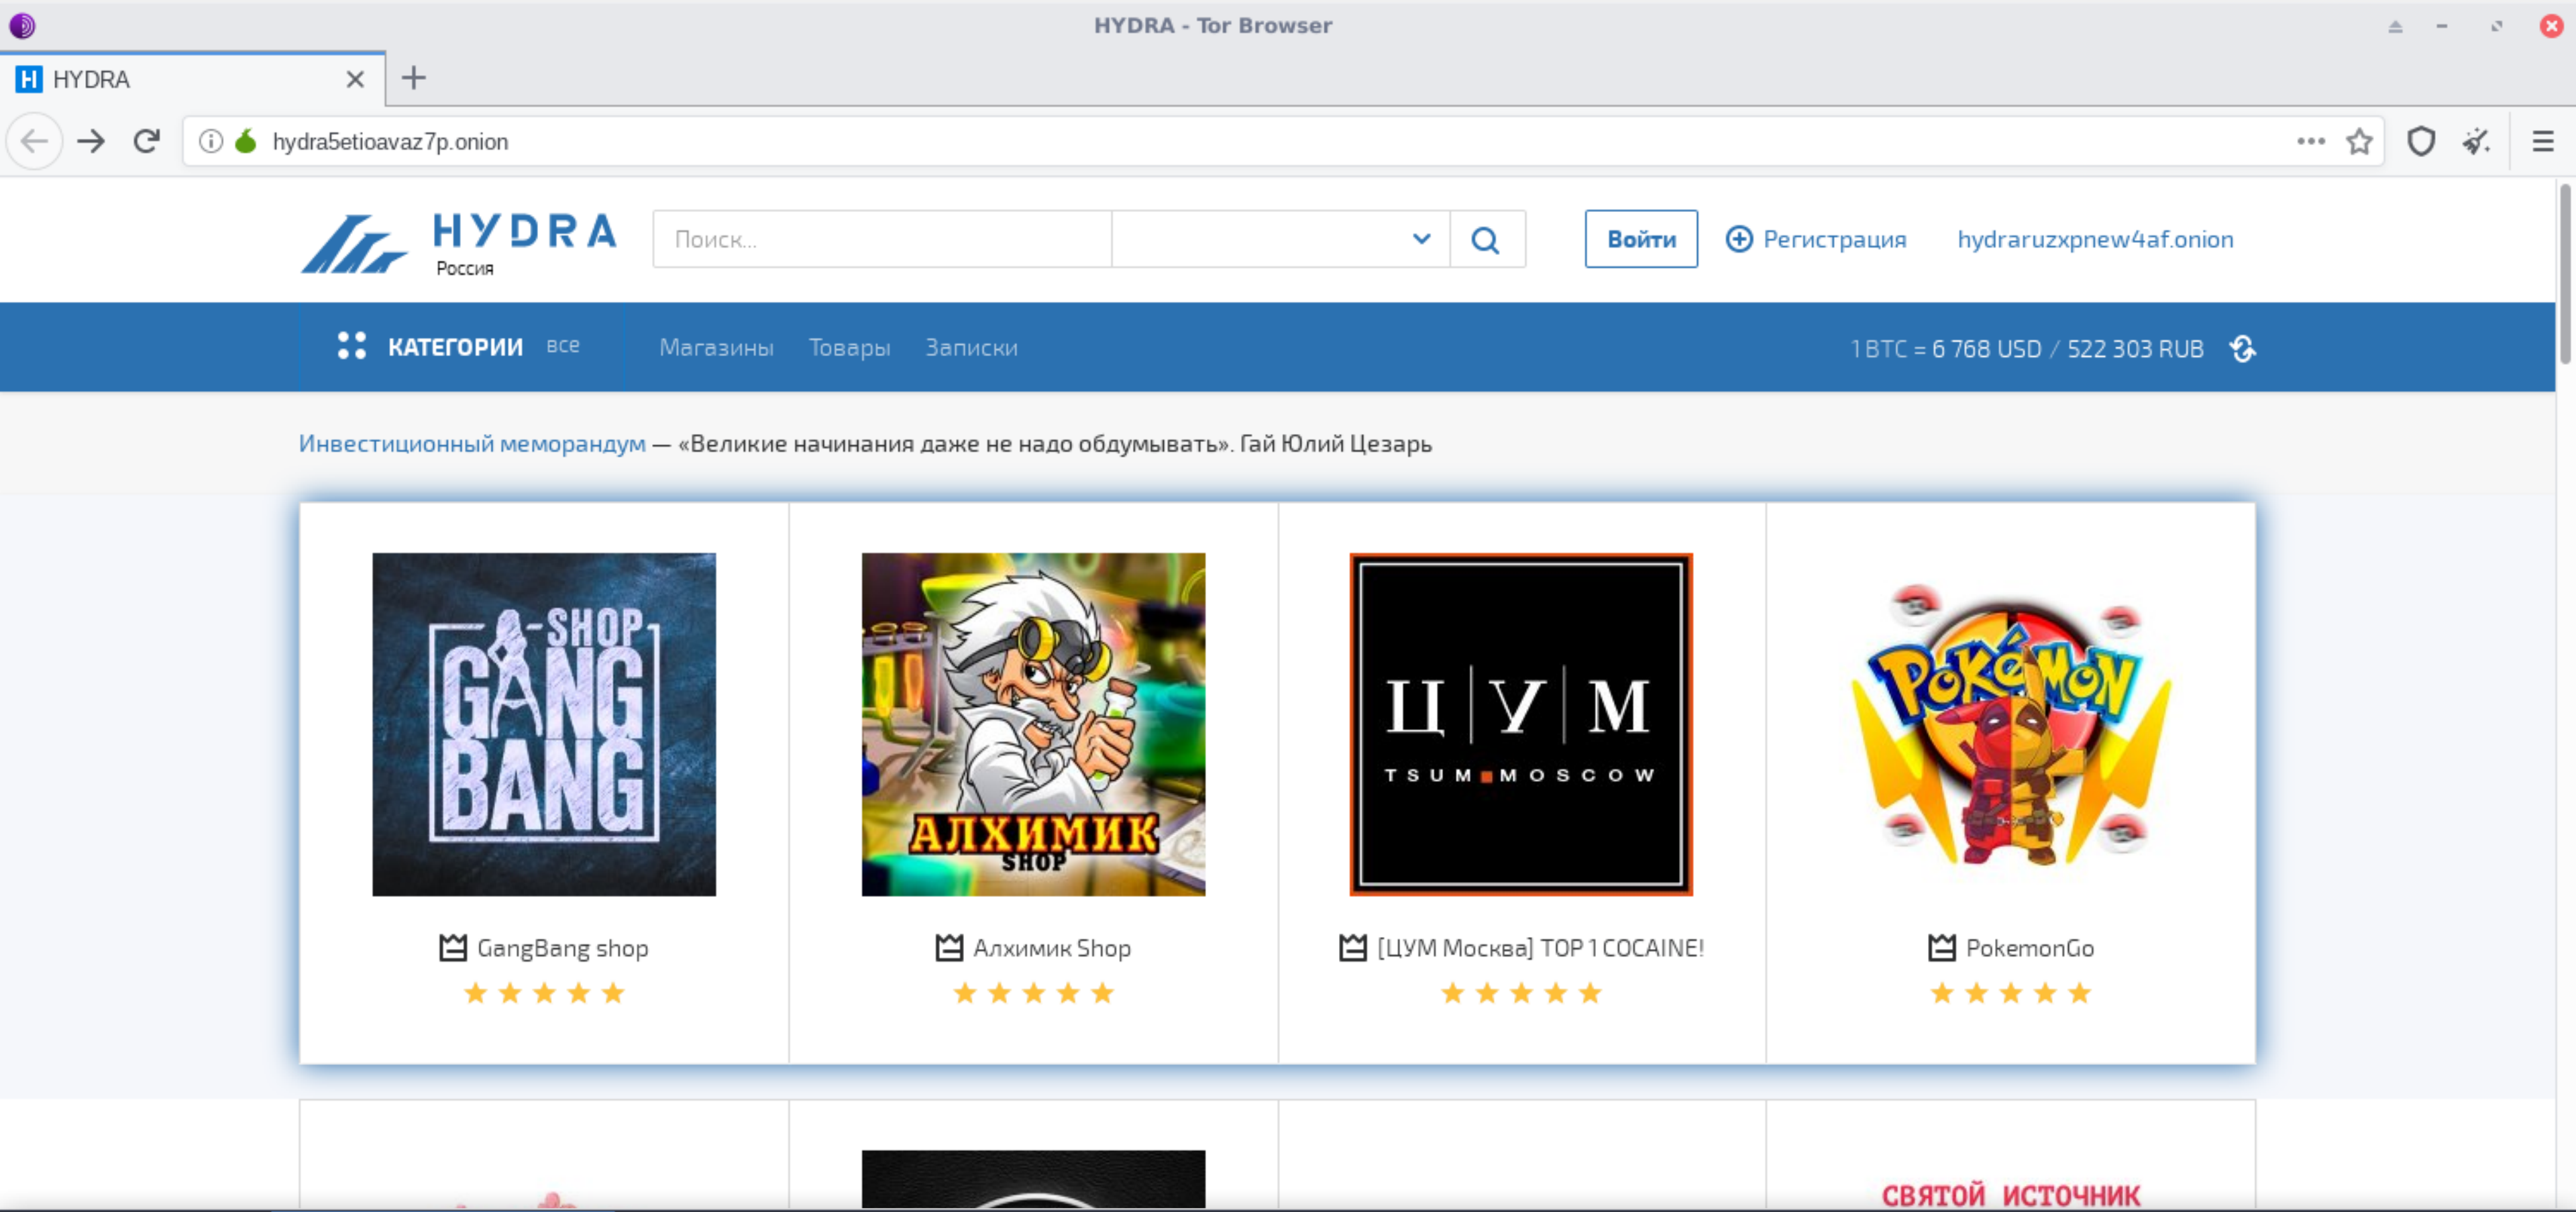 HYDRA - Tor Browser
HYDRA
hydra5etioavaz7p.onion
HYDRA
Россия
Поиск...
Войти
Регистрация
hydraruzxpnew4af.onion
КАТЕГОРИИ все
Магазины
Товары
Записки
1 BTC = 6 768 USD / 522 303 RUB
Инвестиционный меморандум — «Великие начинания даже не надо обдумывать». Гай Юлий Цезарь
A-SHOP
GANG
BANG
АЛХИМИК
SHOP
ЦУМ
TSUM MOSCOW
POKéMON
GangBang shop
Алхимик Shop
[ЦУМ Москва] TOP 1 COCAINE!
PokemonGo
СВЯТОЙ ИСТОЧНИК